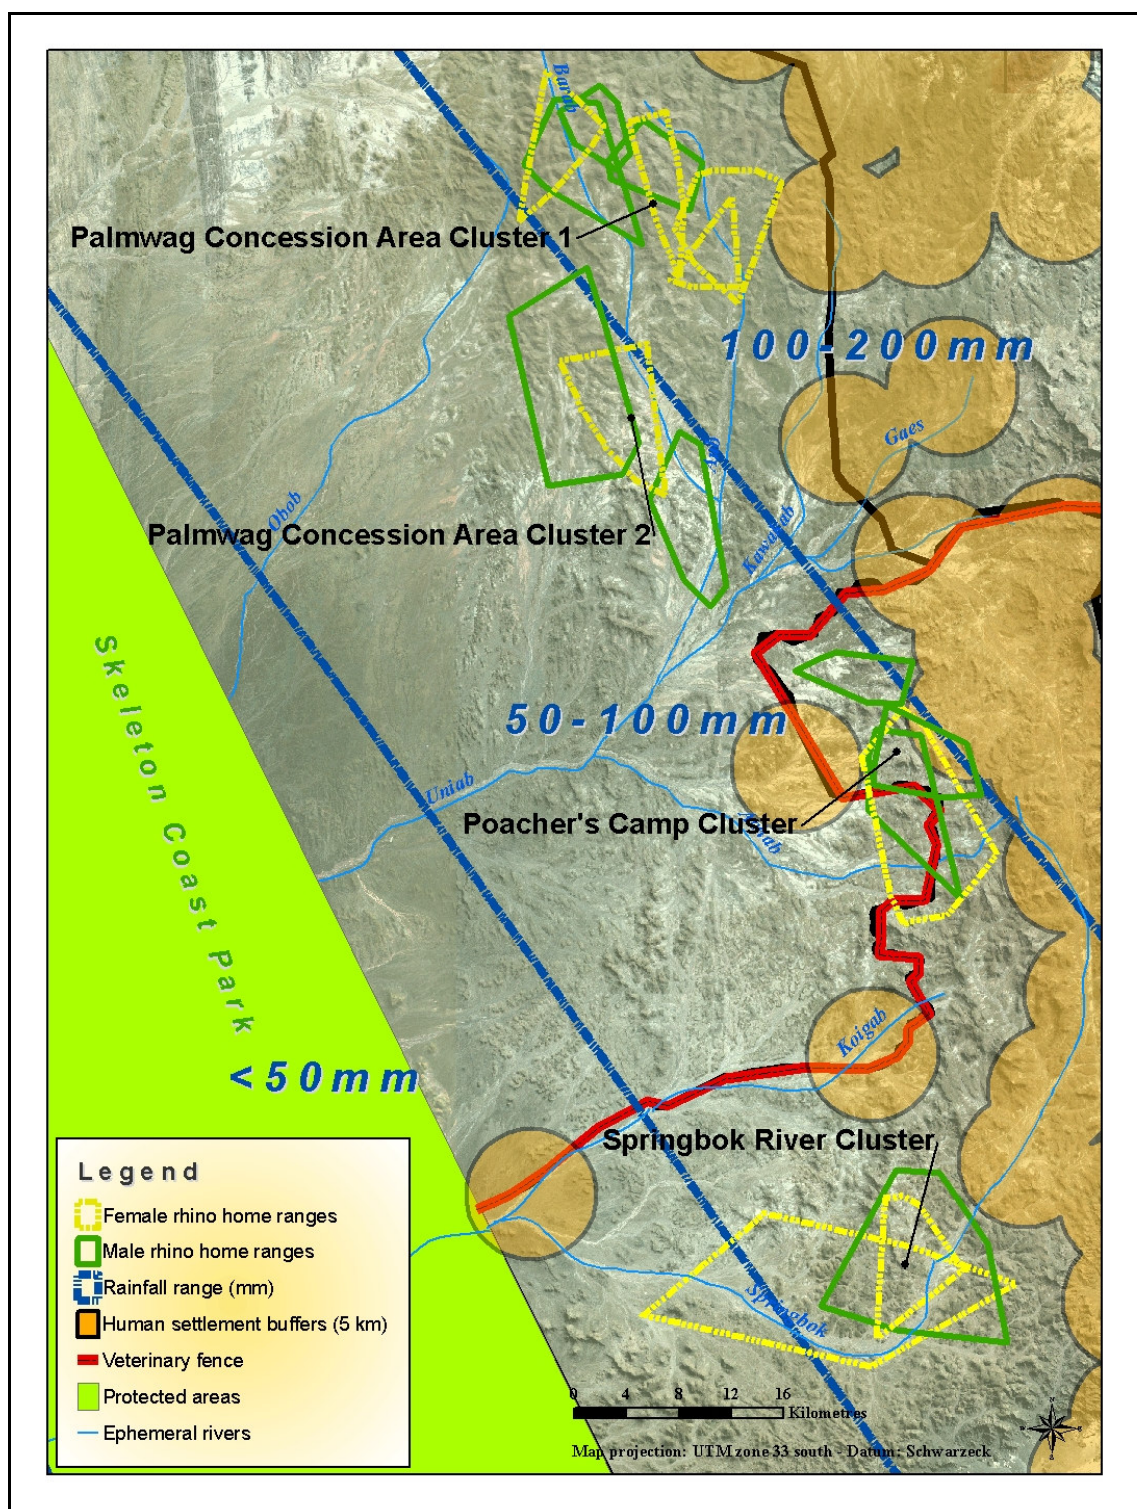 Barab
Palmwag Concession Area Cluster 1
100-200mm
Gaes
Obob
Kawaxab
Palmwag Concession Area Cluster 2
Skeleton Coast Park
50-100mm
Uniab
Poacher's Camp Cluster
Koigab
<50mm
Springbok River Cluster
Springbok
Legend
Female rhino home ranges
Male rhino home ranges
Rainfall range (mm)
Human settlement buffers (5 km)
Veterinary fence
Protected areas
Ephemeral rivers
0 4 8 12 16
Kilometres
Map projection: UTM zone 33 south - Datum: Schwarzeck